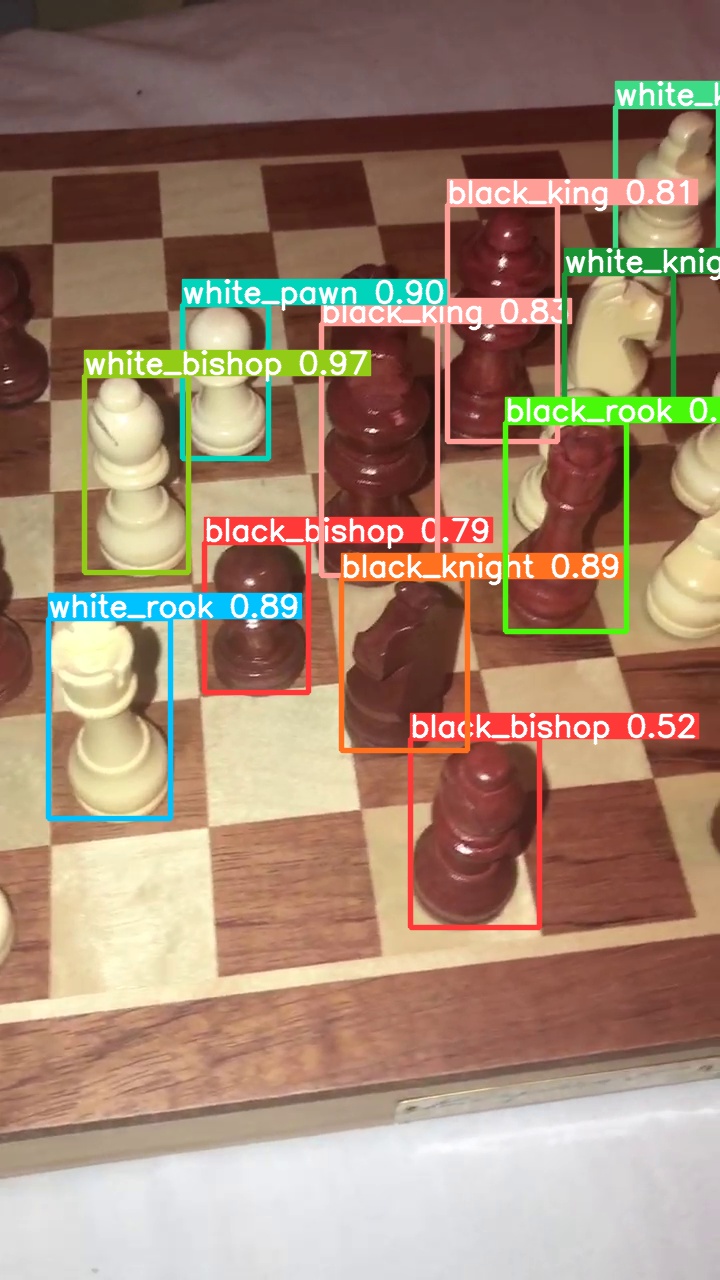 white_k
black_king 0.81
white_knig
white_pawn 0.90
black_king 0.83
white_bishop 0.97
black_rook 0.
black_bishop 0.79
black_knight 0.89
white_rook 0.89
black_bishop 0.52